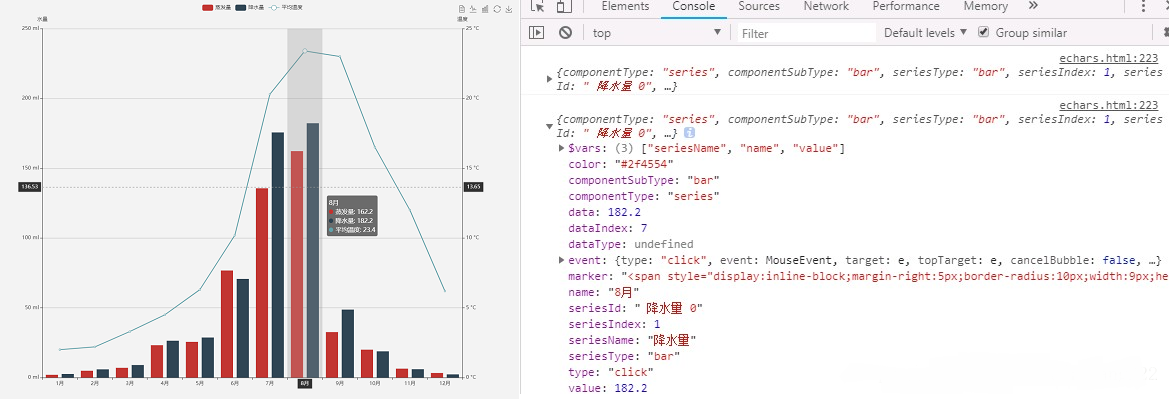 蒸发量 降水量 平均温度
水量
温度
250 ml
25 °C
200 ml
20 °C
150 ml
15 °C
136.53
13.65
8月
蒸发量: 162.2
降水量: 182.2
平均温度: 23.4
100 ml
10 °C
50 ml
5 °C
0 ml
0 °C
1月 2月 3月 4月 5月 6月 7月 8月 9月 10月 11月 12月
Elements Console Sources Network Performance Memory
top Filter Default levels Group similar
echars.html:223
{componentType: "series", componentSubType: "bar", seriesType: "bar", seriesIndex: 1, series
Id: " 降水量 0", …}
echars.html:223
{componentType: "series", componentSubType: "bar", seriesType: "bar", seriesIndex: 1, series
Id: " 降水量 0", …} i
$vars: (3) ["seriesName", "name", "value"]
color: "#2f4554"
componentSubType: "bar"
componentType: "series"
data: 182.2
dataIndex: 7
dataType: undefined
event: {type: "click", event: MouseEvent, target: e, topTarget: e, cancelBubble: false, …}
marker: "<span style="display:inline-block;margin-right:5px;border-radius:10px;width:9px;he
name: "8月"
seriesId: " 降水量 0"
seriesIndex: 1
seriesName: "降水量"
seriesType: "bar"
type: "click"
value: 182.2